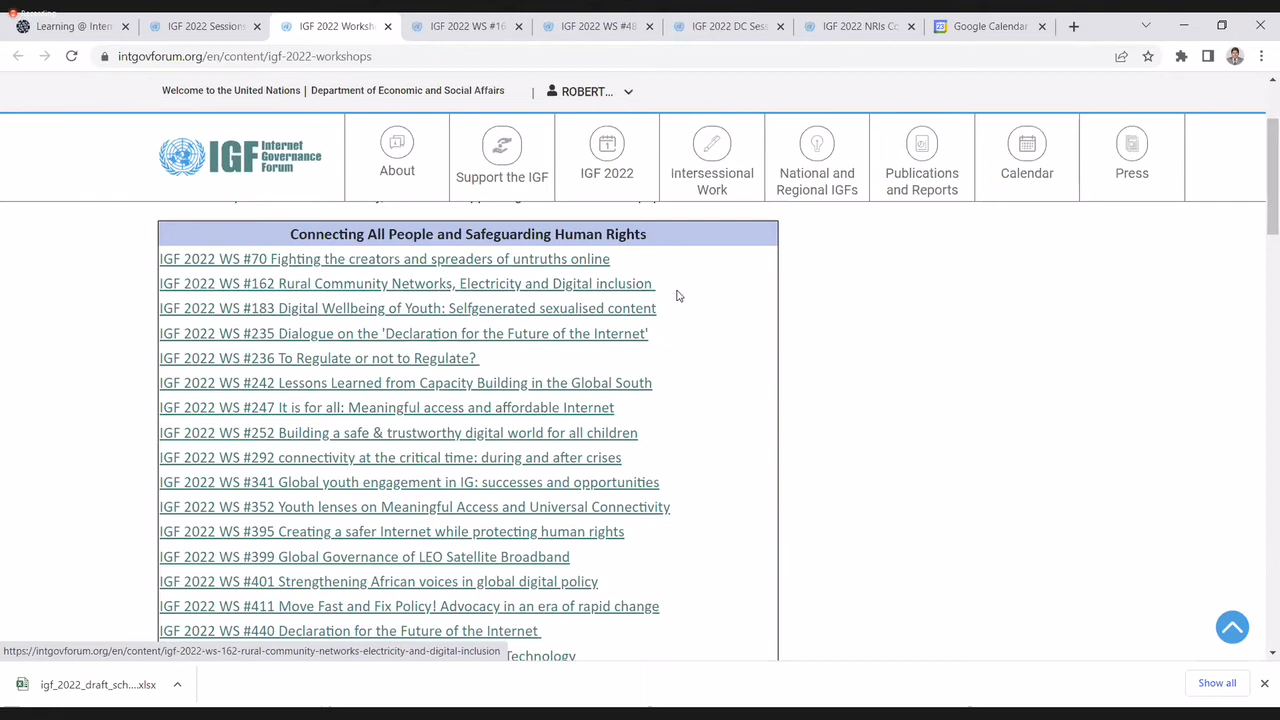 Recording
Learning @ Intern
IGF 2022 Sessions
IGF 2022 Worksh
IGF 2022 WS #16
IGF 2022 WS #48
IGF 2022 DC Ses
IGF 2022 NRIs Co
23
Google Calendar
intgovforum.org/en/content/igf-2022-workshops
Welcome to the United Nations | Department of Economic and Social Affairs
ROBERT...
IGF Internet Governance Forum
About
Support the IGF
1
IGF 2022
Intersessional Work
National and Regional IGFs
Publications and Reports
Calendar
Press
Connecting All People and Safeguarding Human Rights
IGF 2022 WS #70 Fighting the creators and spreaders of untruths online
IGF 2022 WS #162 Rural Community Networks, Electricity and Digital inclusion
IGF 2022 WS #183 Digital Wellbeing of Youth: Selfgenerated sexualised content
IGF 2022 WS #235 Dialogue on the 'Declaration for the Future of the Internet'
IGF 2022 WS #236 To Regulate or not to Regulate?
IGF 2022 WS #242 Lessons Learned from Capacity Building in the Global South
IGF 2022 WS #247 It is for all: Meaningful access and affordable Internet
IGF 2022 WS #252 Building a safe & trustworthy digital world for all children
IGF 2022 WS #292 connectivity at the critical time: during and after crises
IGF 2022 WS #341 Global youth engagement in IG: successes and opportunities
IGF 2022 WS #352 Youth lenses on Meaningful Access and Universal Connectivity
IGF 2022 WS #395 Creating a safer Internet while protecting human rights
IGF 2022 WS #399 Global Governance of LEO Satellite Broadband
IGF 2022 WS #401 Strengthening African voices in global digital policy
IGF 2022 WS #411 Move Fast and Fix Policy! Advocacy in an era of rapid change
IGF 2022 WS #440 Declaration for the Future of the Internet
Technology
https://intgovforum.org/en/content/igf-2022-ws-162-rural-community-networks-electricity-and-digital-inclusion
igf_2022_draft_sch....xlsx
Show all